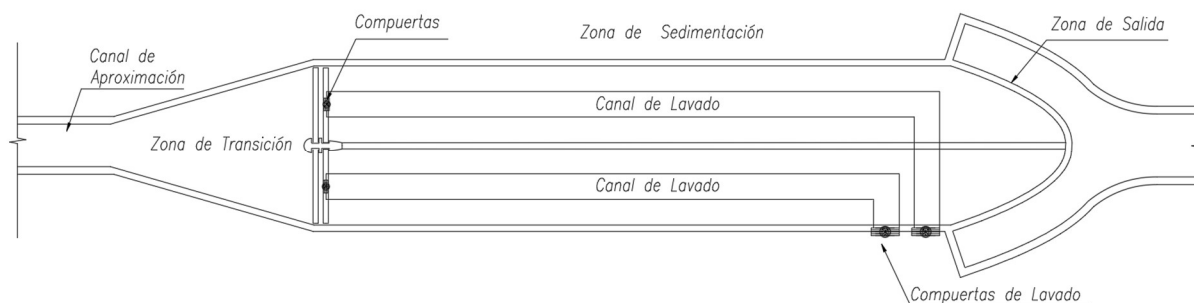 Compuertas
Zona de Sedimentación
Zona de Salida
Canal de
Aproximación
Canal de Lavado
Zona de Transición
Canal de Lavado
Compuertas de Lavado